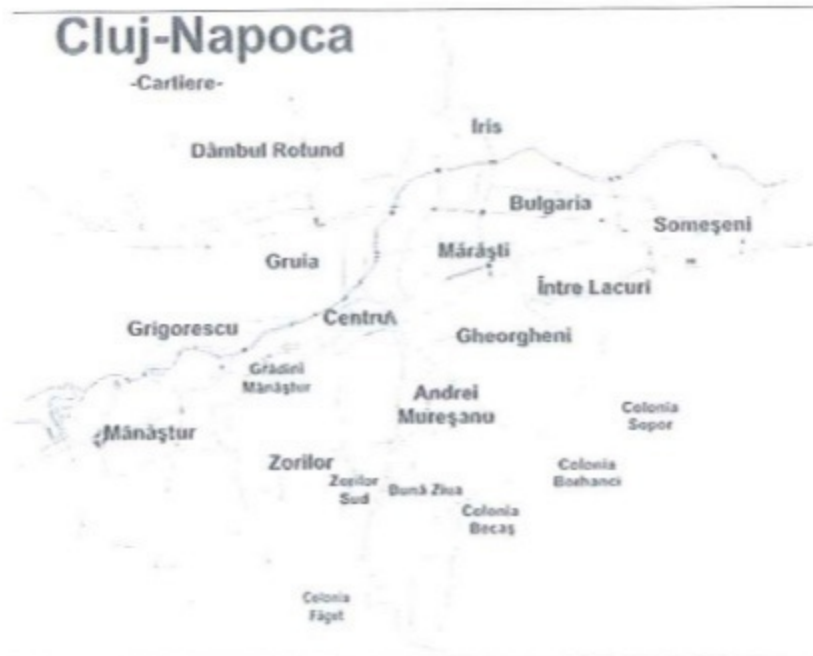 Cluj-Napoca
-Cartiere-
Iris
Dâmbul Rotund
Bulgaria
Someşeni
Mărăşti
Gruia
Între Lacuri
Centru
Grigorescu
Gheorgheni
Grădini
Mănăştur
Andrei
Mureşanu
Colonia
Sopor
Mănăştur
Zorilor
Colonia
Borhanci
Zorilor
Sud
Bună Ziua
Colonia
Becaş
Colonia
Făget